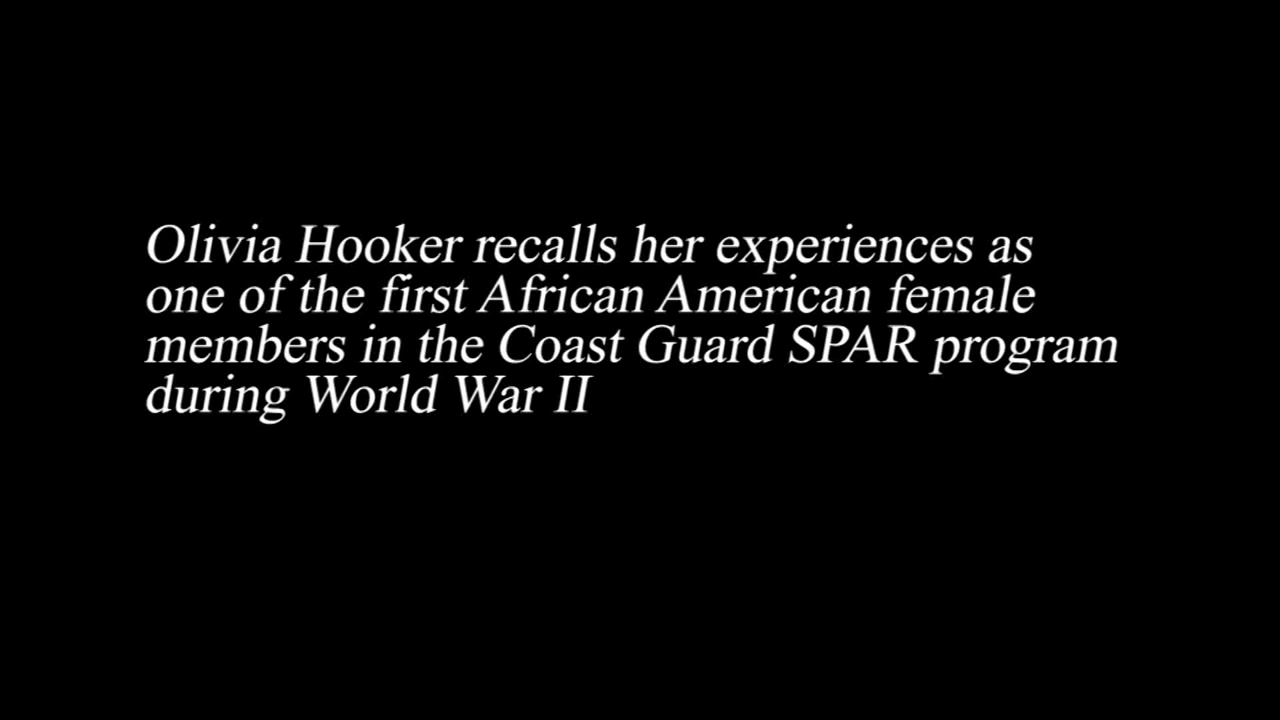 Olivia Hooker recalls her experiences as
one of the first African American female
members in the Coast Guard SPAR program
during World War II